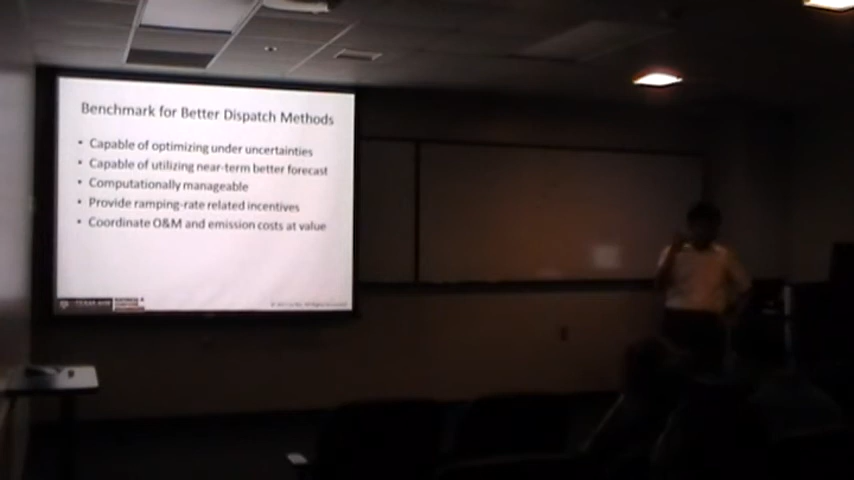 Benchmark for Better Dispatch Methods
• Capable of optimizing under uncertainties
• Capable of utilizing near-term better forecast
• Computationally manageable
• Provide ramping-rate related incentives
• Coordinate O&M and emission costs at value